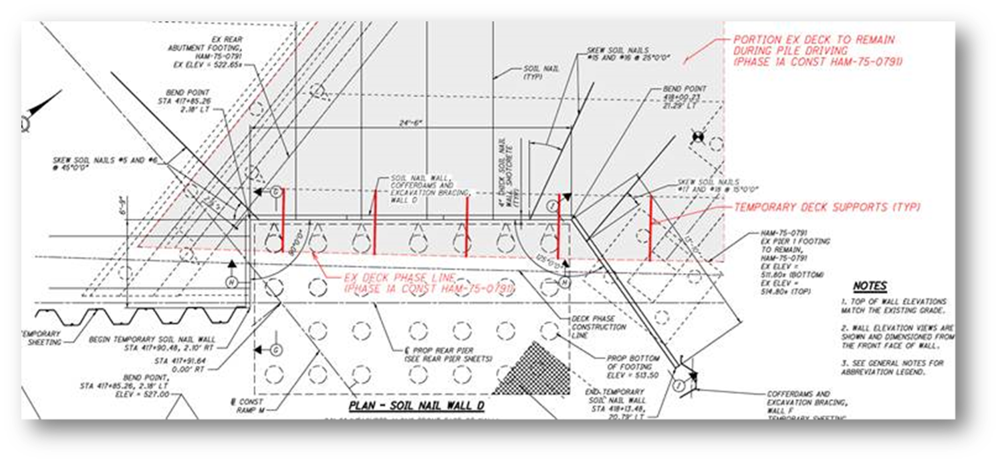 EX REAR
ABUTMENT FOOTING,
HAM-75-0791
EX ELEV = 522.65±
BEND POINT
STA 417+85.26
2.18' LT
SKEW SOIL NAILS #5 AND #6
@ 45°0'0"
6'-9"
24'-6"
SOIL NAIL
(TYP)
SKEW SOIL NAILS
#15 AND #16 @ 25°0'0"
PORTION EX DECK TO REMAIN
DURING PILE DRIVING
(PHASE 1A CONST HAM-75-0791)
BEND POINT
418+00.23
21.29' LT
4" THICK SOIL NAIL
WALL SHOTCRETE
(TYP)
SOIL NAIL WALL,
COFFERDAMS AND
EXCAVATION BRACING,
WALL D
G
I
SKEW SOIL NAILS
#17 AND #18 @ 15°0'0"
TEMPORARY DECK SUPPORTS (TYP)
HAM-75-0791
EX PIER 1 FOOTING
TO REMAIN,
HAM-75-0791
EX ELEV =
511.80± (BOTTOM)
EX ELEV =
514.80± (TOP)
13'-10"
90°0'0"
125°0'0"
EX DECK PHASE LINE
(PHASE 1A CONST HAM-75-0791)
H
H
NOTES
1. TOP OF WALL ELEVATIONS
MATCH THE EXISTING GRADE.
2. WALL ELEVATION VIEWS ARE
SHOWN AND DIMENSIONED FROM
THE FRONT FACE OF WALL.
3. SEE GENERAL NOTES FOR
ABBREVIATION LEGEND.
DECK PHASE
CONSTRUCTION
LINE
TEMPORARY
SHEETING
BEGIN TEMPORARY SOIL NAIL WALL
STA 417+90.48, 2.10' RT
STA 417+91.64
0.00' RT
BEND POINT,
STA 417+85.26, 2.18' LT
ELEV = 527.00
G
℄ PROP REAR PIER
(SEE REAR PIER SHEETS)
PROP BOTTOM
OF FOOTING
ELEV = 513.50
END TEMPORARY
SOIL NAIL WALL
STA 418+13.48,
20.79' LT
I
COFFERDAMS AND
EXCAVATION BRACING,
WALL F
TEMPORARY SHEETING
℄ CONST
RAMP M
PLAN - SOIL NAIL WALL D